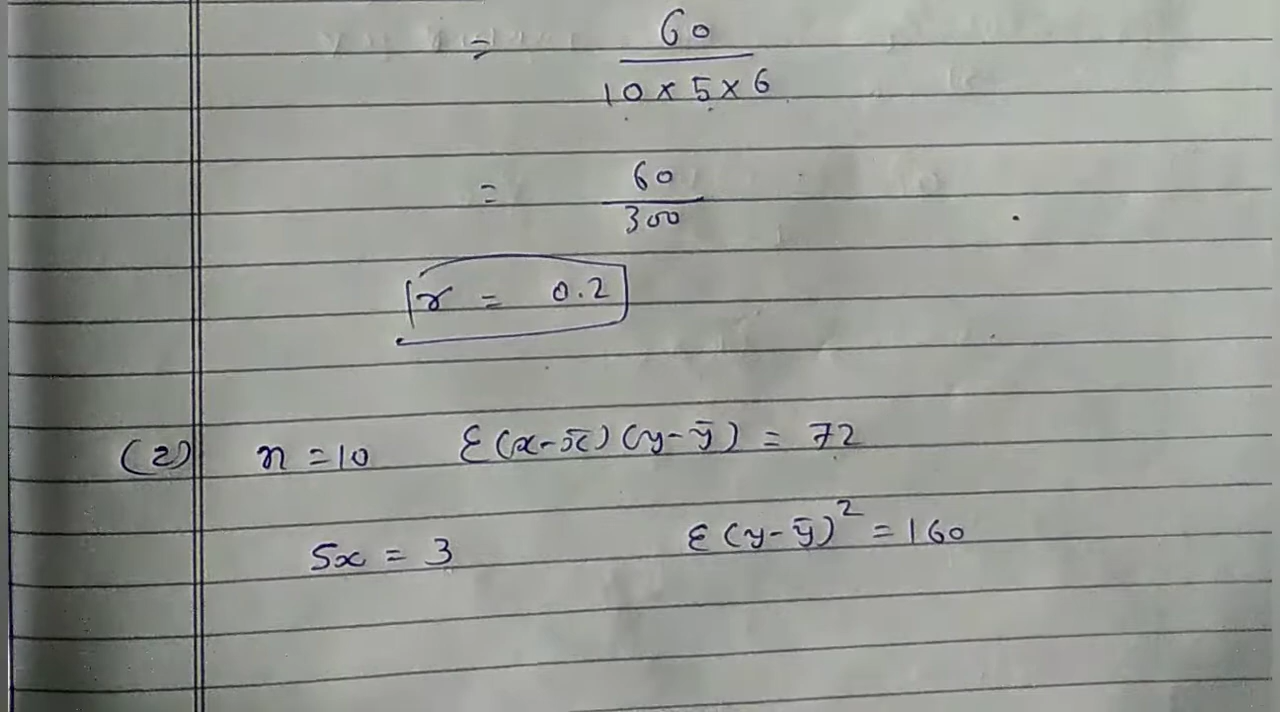 = 60 / 10 × 5 × 6
= 60 / 300
r = 0.2
(2) n = 10 Σ(x-x̄)(y-ȳ) = 72
Sx = 3 Σ(y-ȳ)² = 160